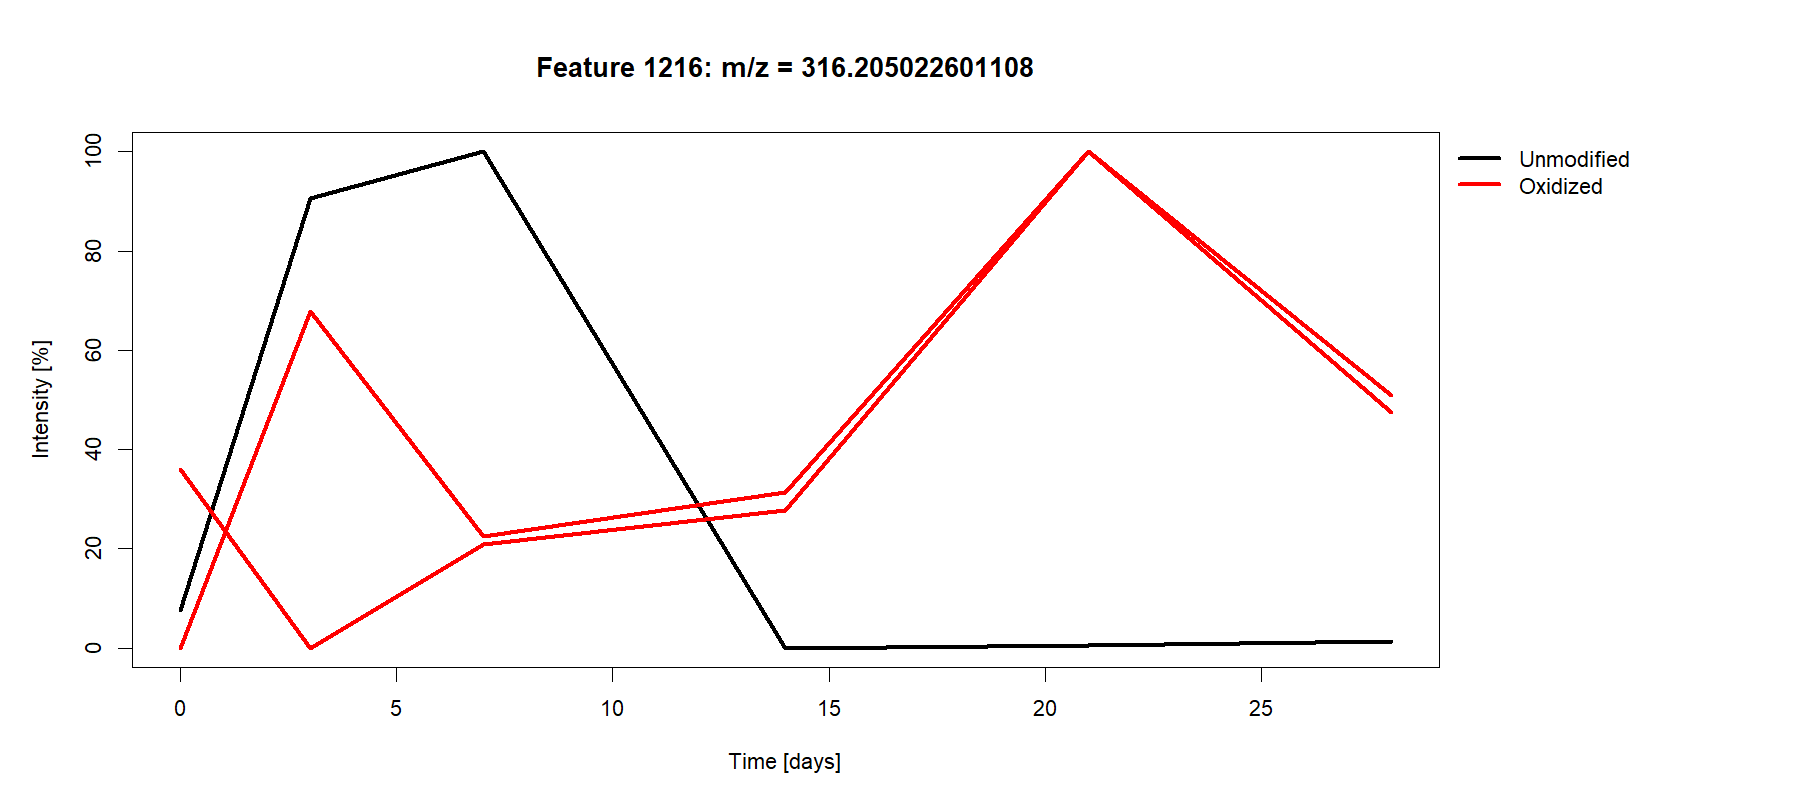 Feature 1216: m/z = 316.205022601108
Unmodified
Oxidized
100
80
60
40
20
0
Intensity [%]
0 5 10 15 20 25
Time [days]